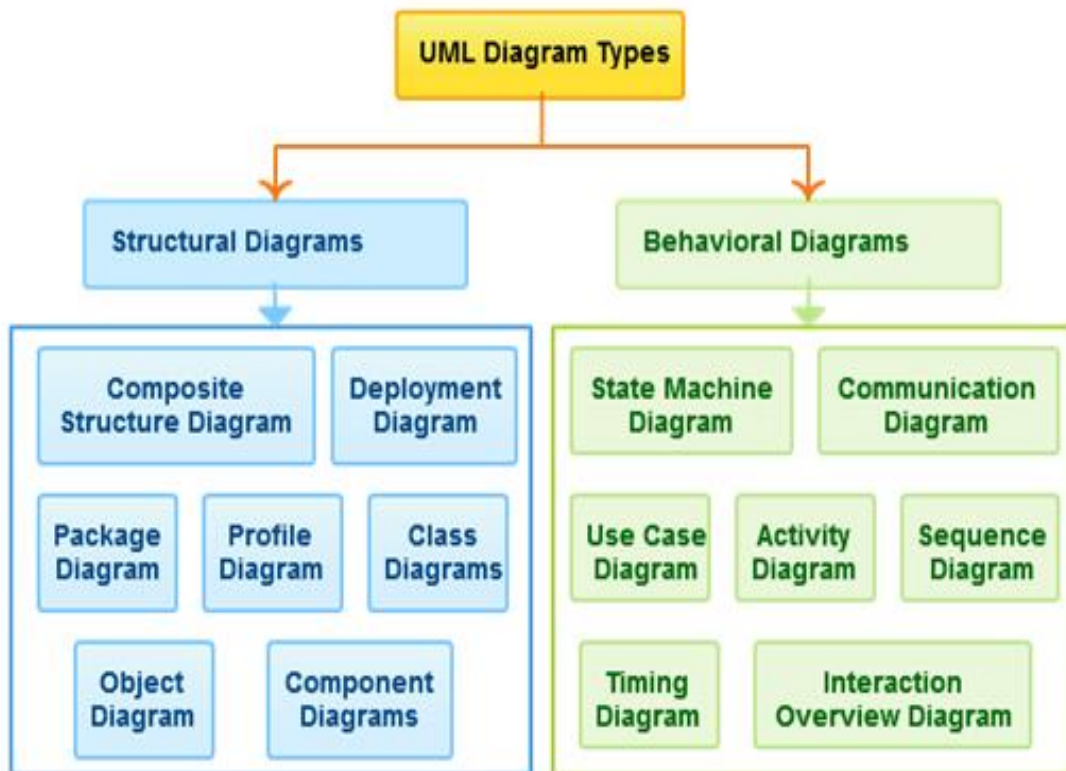 UML Diagram Types
Structural Diagrams
Behavioral Diagrams
Composite
Structure Diagram
Deployment
Diagram
Package
Diagram
Profile
Diagram
Class
Diagrams
Object
Diagram
Component
Diagrams
State Machine
Diagram
Communication
Diagram
Use Case
Diagram
Activity
Diagram
Sequence
Diagram
Timing
Diagram
Interaction
Overview Diagram